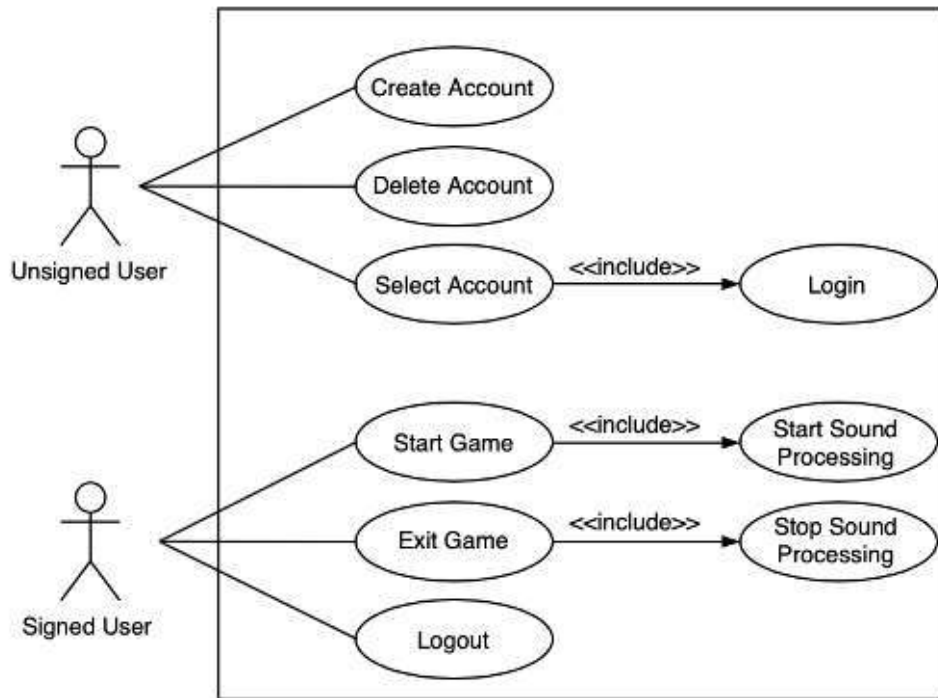 Create Account
Delete Account
Unsigned User
Select Account
<<include>>
Login
Start Game
<<include>>
Start Sound
Processing
Exit Game
<<include>>
Stop Sound
Processing
Signed User
Logout